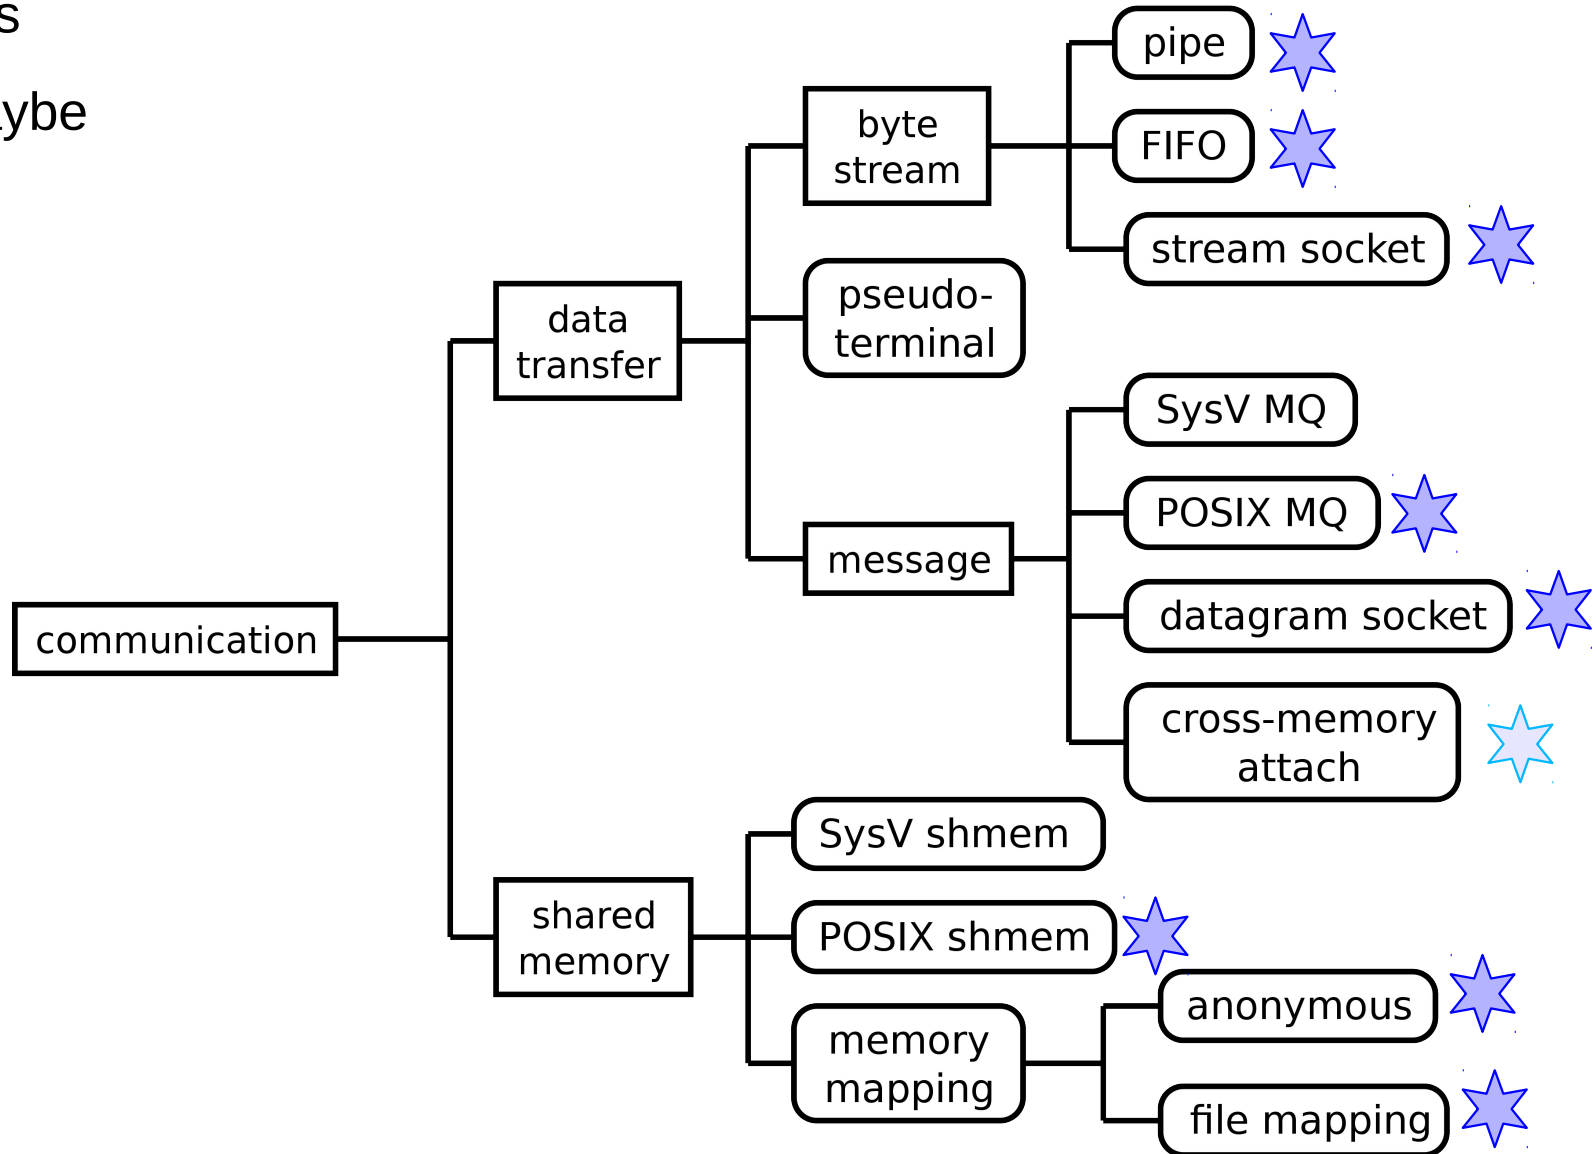 s
ybe
pipe
FIFO
stream socket
byte
stream
pseudo-
terminal
data
transfer
SysV MQ
POSIX MQ
datagram socket
cross-memory
attach
message
communication
shared
memory
SysV shmem
POSIX shmem
memory
mapping
anonymous
file mapping